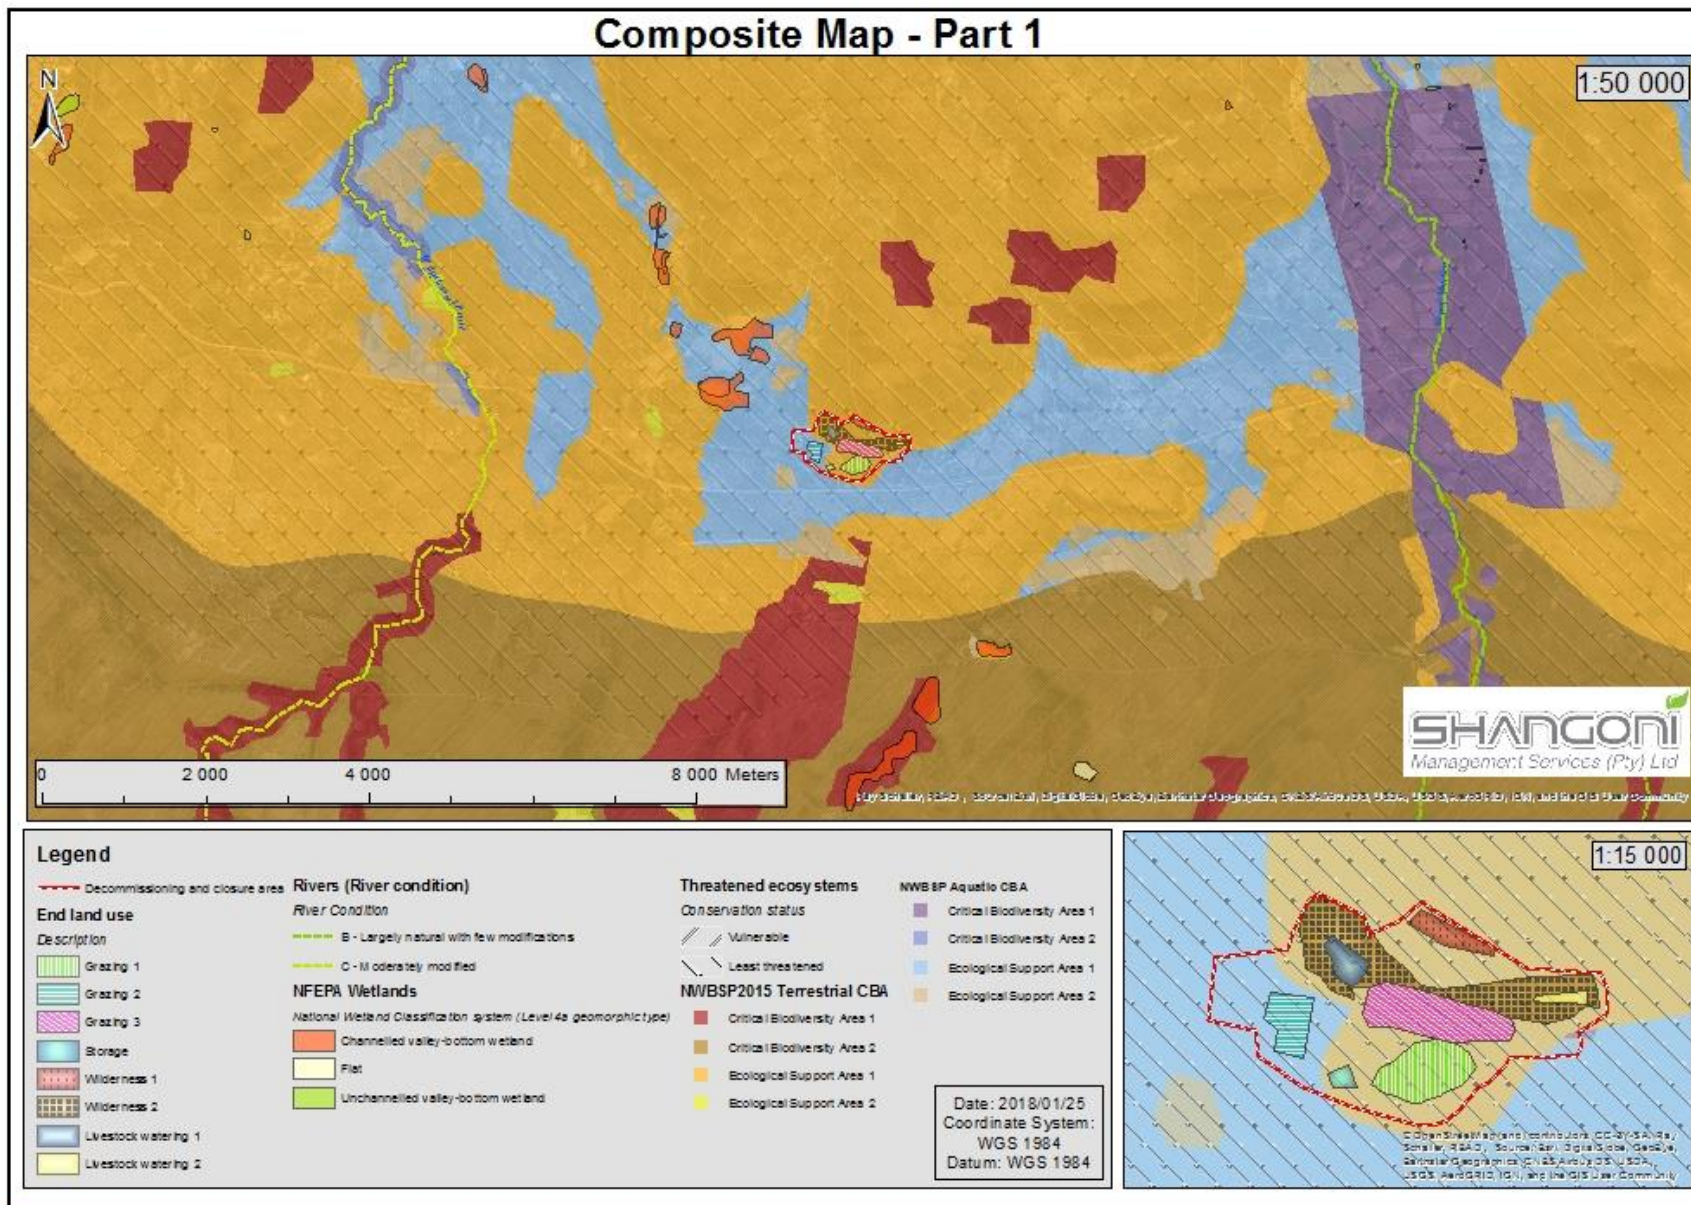 Composite Map - Part 1
N
1:50 000
0 2 000 4 000 8 000 Meters
SHANGONI
Management Services (Pty) Ltd
Legend
Decommissioning and closure area
End land use
Description
Grazing 1
Grazing 2
Grazing 3
Storage
Wilderness 1
Wilderness 2
Livestock watering 1
Livestock watering 2
Rivers (River condition)
River Condition
B - Largely natural with few modifications
C - Moderately modified
NFEPA Wetlands
National Wetland Classification system (Level 4a geomorphic type)
Channelled valley-bottom wetland
Flat
Unchannelled valley-bottom wetland
Threatened ecosystems
Conservation status
Vulnerable
Least threatened
NWBSP2015 Terrestrial CBA
Critical Biodiversity Area 1
Critical Biodiversity Area 2
Ecological Support Area 1
Ecological Support Area 2
NWBSP Aquatic CBA
Critical Biodiversity Area 1
Critical Biodiversity Area 2
Ecological Support Area 1
Ecological Support Area 2
Date: 2018/01/25
Coordinate System:
WGS 1984
Datum: WGS 1984
1:15 000